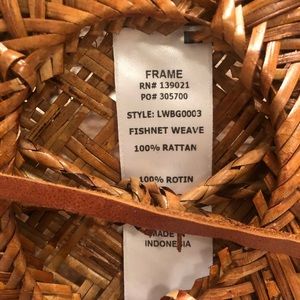 FRAME
RN# 139021
PO# 305700
STYLE: LWBG0003
FISHNET WEAVE
100% RATTAN
100% ROTIN
MADE IN
INDONESIA